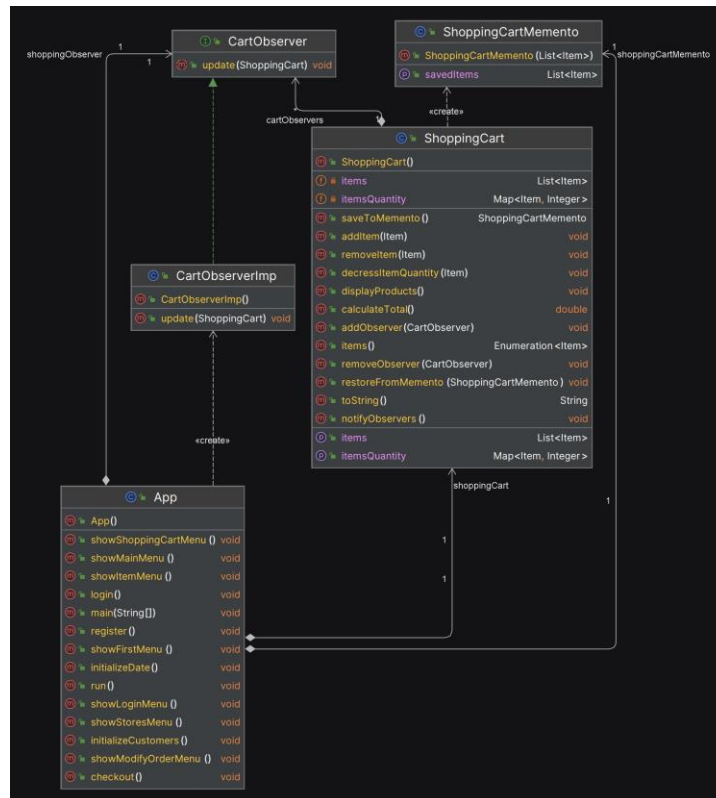 CartObserver
update(ShoppingCart) void
ShoppingCartMemento
ShoppingCartMemento(List<Item>)
savedItems List<Item>
shoppingObserver
1
1
1
shoppingCartMemento
cartObservers
1
«create»
ShoppingCart
ShoppingCart()
items List<Item>
itemsQuantity Map<Item, Integer>
saveToMemento() ShoppingCartMemento
addItem(Item) void
removeItem(Item) void
decressItemQuantity(Item) void
displayProducts() void
calculateTotal() double
addObserver(CartObserver) void
items() Enumeration<Item>
removeObserver(CartObserver) void
restoreFromMemento(ShoppingCartMemento) void
toString() String
notifyObservers() void
items List<Item>
itemsQuantity Map<Item, Integer>
CartObserverImp
CartObserverImp()
update(ShoppingCart) void
«create»
shoppingCart
1
1
1
App
App()
showShoppingCartMenu() void
showMainMenu() void
showItemMenu() void
login() void
main(String[]) void
register() void
showFirstMenu() void
initializeDate() void
run() void
showLoginMenu() void
showStoresMenu() void
initializeCustomers() void
showModifyOrderMenu() void
checkout() void